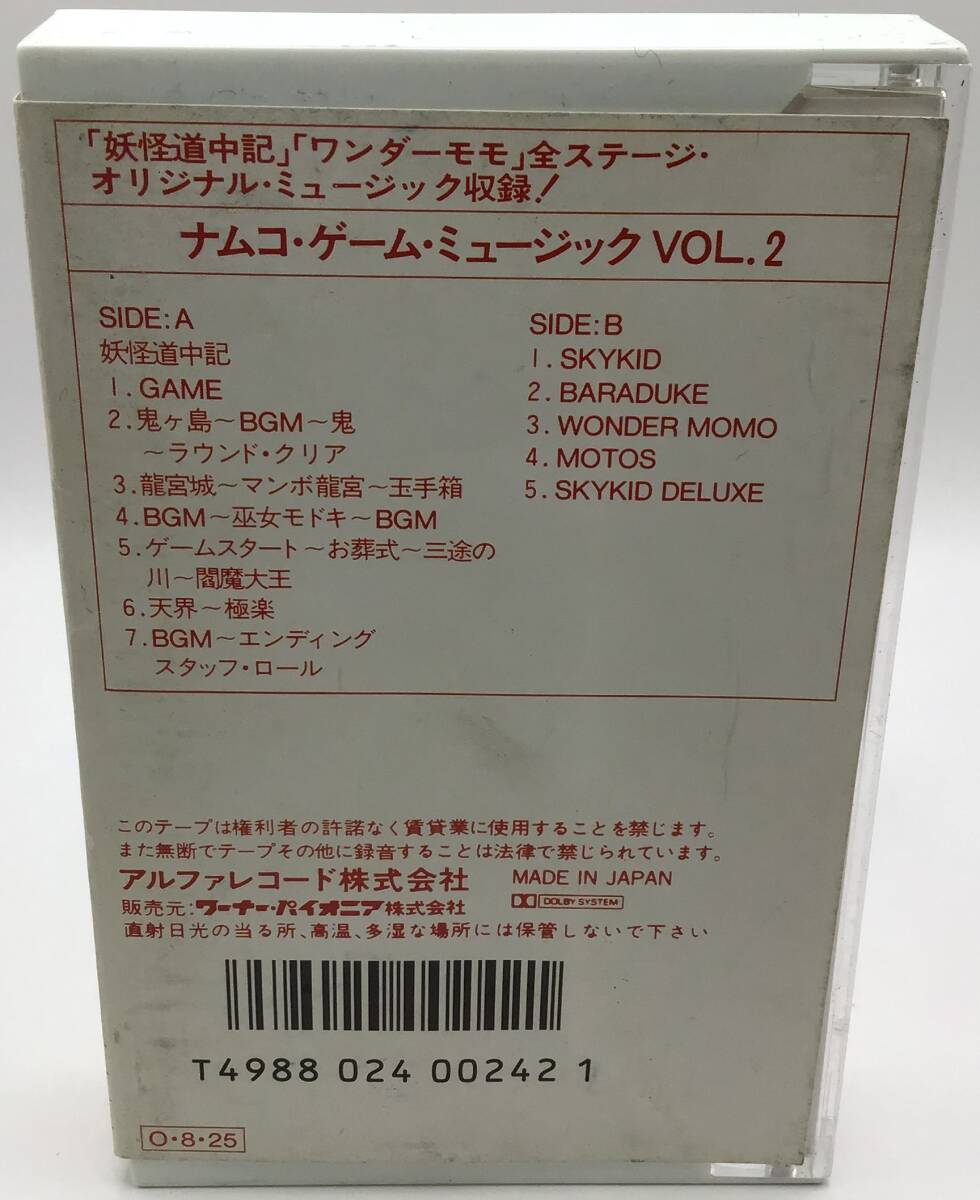 「妖怪道中記」「ワンダーモモ」全ステージ・
オリジナル・ミュージック収録！
ナムコ・ゲーム・ミュージック VOL.2
SIDE:A
妖怪道中記
1.GAME
2.鬼ヶ島～BGM～鬼
～ラウンド・クリア
3.龍宮城～マンボ龍宮～玉手箱
4.BGM～巫女モドキ～BGM
5.ゲームスタート～お葬式～三途の
川～閻魔大王
6.天界～極楽
7.BGM～エンディング
スタッフ・ロール
SIDE:B
1.SKYKID
2.BARADUKE
3.WONDER MOMO
4.MOTOS
5.SKYKID DELUXE
このテープは権利者の許諾なく賃貸業に使用することを禁じます。
また無断でテープその他に録音することは法律で禁じられています。
アルファレコード株式会社 MADE IN JAPAN
販売元:ワーナー・パイオニア株式会社 DOLBY SYSTEM
直射日光の当る所、高温、多湿な場所には保管しないで下さい
T4988 024 00242 1
O・8・25